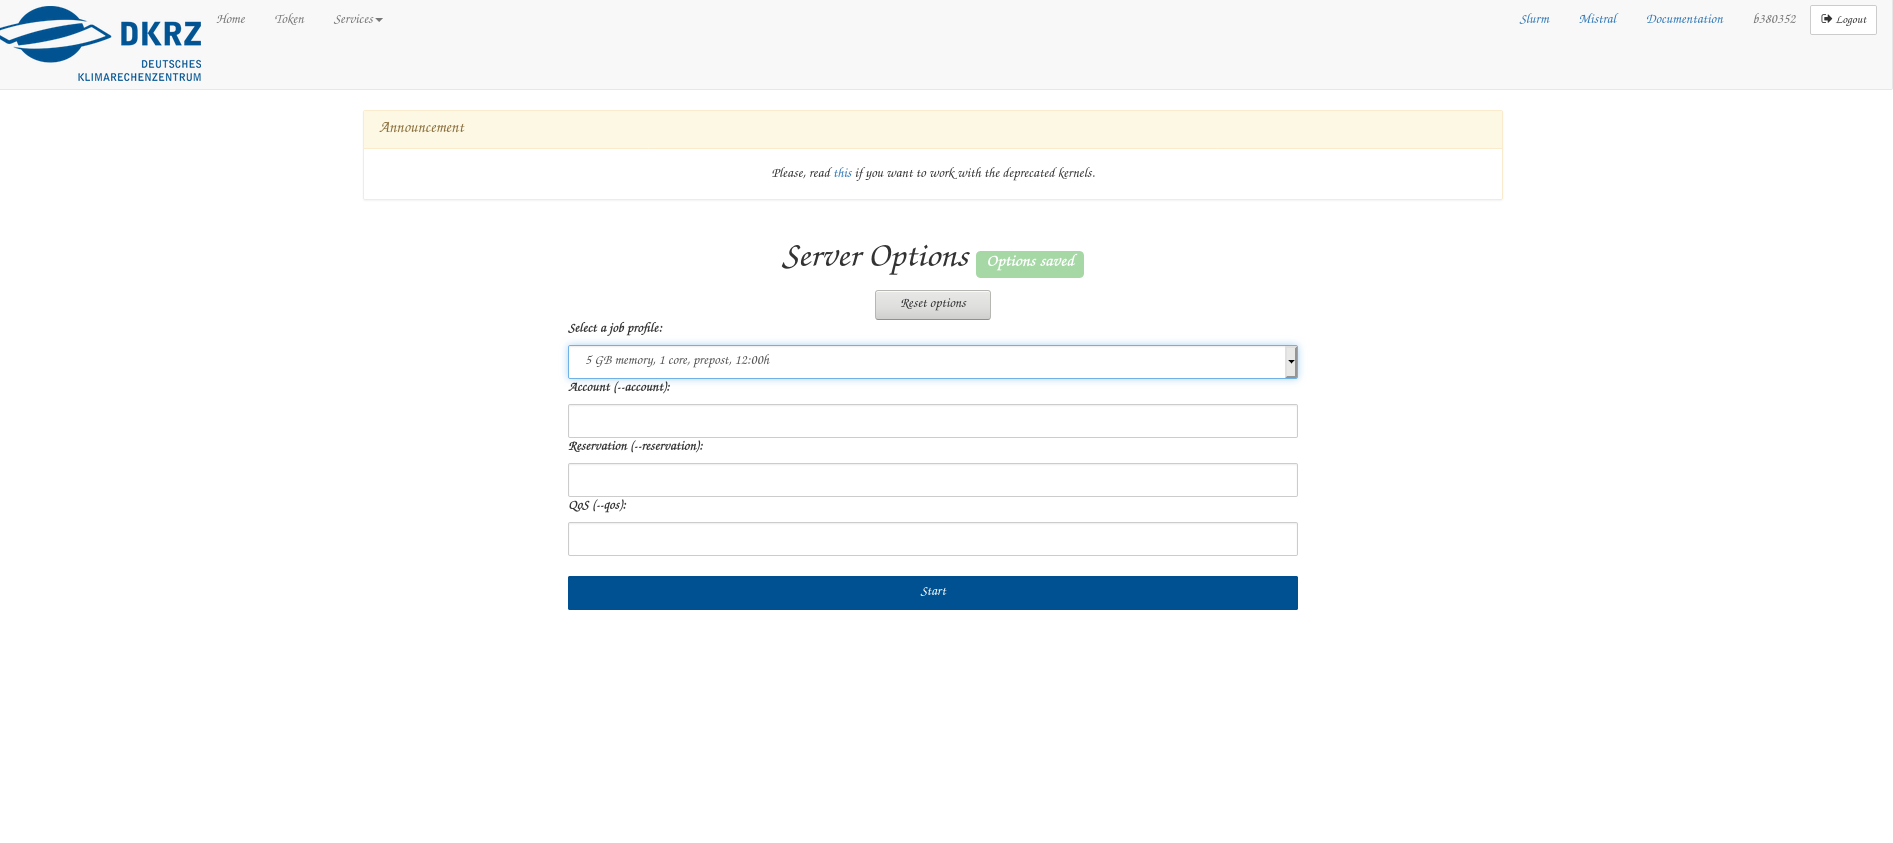 DKRZ
DEUTSCHES
KLIMARECHENZENTRUM
Home Token Services
Slurm Mistral Documentation b380352 Logout
Announcement
Please, read this if you want to work with the deprecated kernels.
Server Options Options saved
Reset options
Select a job profile:
5 GB memory, 1 core, prepost, 12:00h
Account (--account):
Reservation (--reservation):
QoS (--qos):
Start